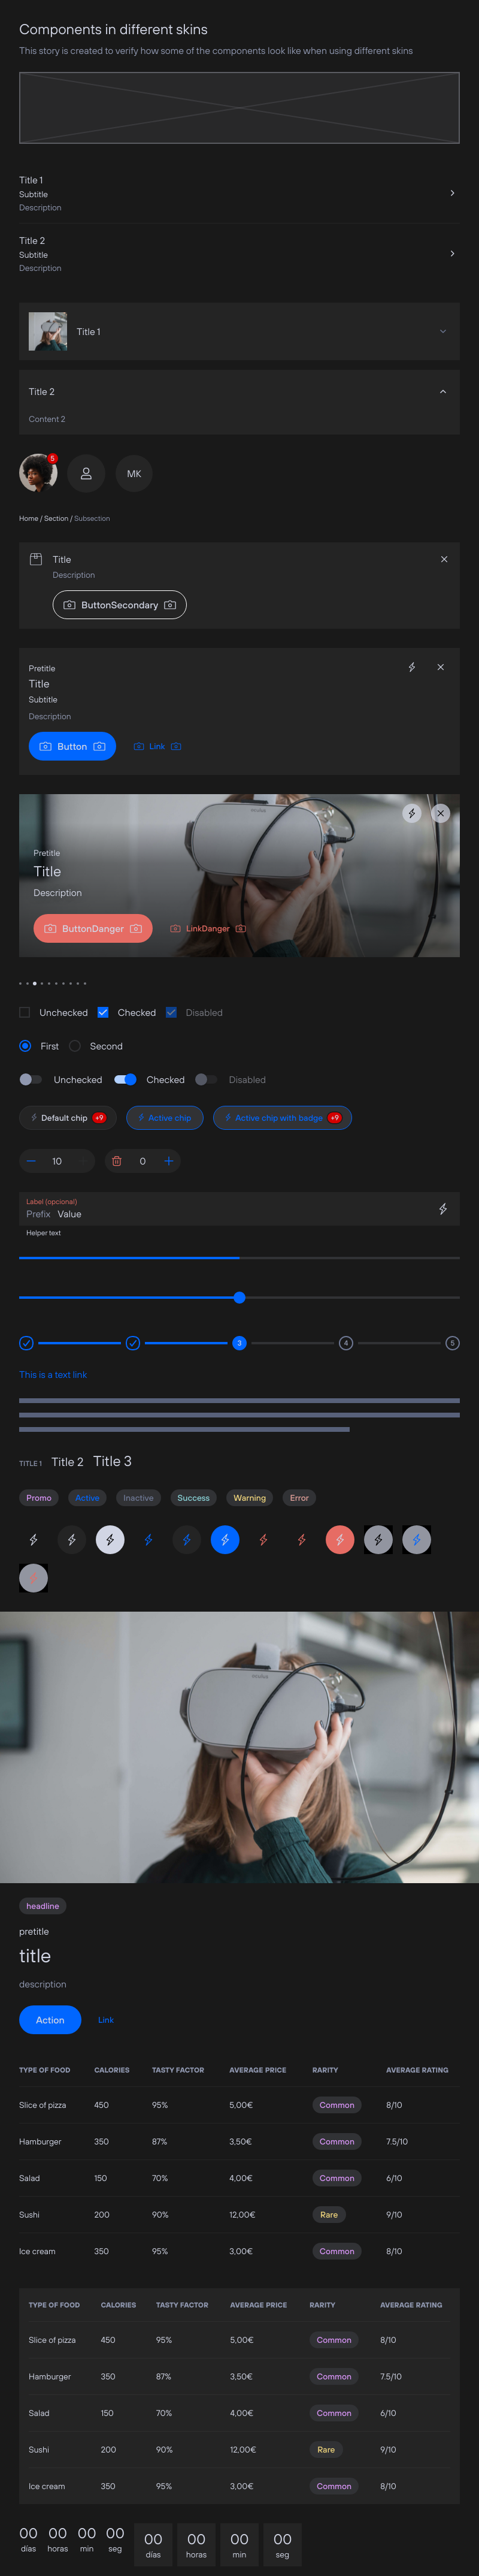 Components in different skins
This story is created to verify how some of the components look like when using different skins
Title 1
Subtitle
Description
Title 2
Subtitle
Description
Title 1
Title 2
Content 2
5
MK
Home / Section / Subsection
Title
Description
ButtonSecondary
Pretitle
Title
Subtitle
Description
Button Link
oculus
Pretitle
Title
Description
ButtonDanger LinkDanger
Unchecked Checked Disabled
First Second
Unchecked Checked Disabled
Default chip +9 Active chip Active chip with badge +9
10 0
Label (optional)
Prefix Value
Helper text
3 4 5
This is a text link
TITLE 1 Title 2 Title 3
Promo Active Inactive Success Warning Error
oculus
headline
pretitle
title
description
Action Link
TYPE OF FOOD CALORIES TASTY FACTOR AVERAGE PRICE RARITY AVERAGE RATING
Slice of pizza 450 95% 5,00€ Common 8/10
Hamburger 350 87% 3,50€ Common 7.5/10
Salad 150 70% 4,00€ Common 6/10
Sushi 200 90% 12,00€ Rare 9/10
Ice cream 350 95% 3,00€ Common 8/10
TYPE OF FOOD CALORIES TASTY FACTOR AVERAGE PRICE RARITY AVERAGE RATING
Slice of pizza 450 95% 5,00€ Common 8/10
Hamburger 350 87% 3,50€ Common 7.5/10
Salad 150 70% 4,00€ Common 6/10
Sushi 200 90% 12,00€ Rare 9/10
Ice cream 350 95% 3,00€ Common 8/10
00 00 00 00 00 00 00 00
días horas min seg días horas min seg